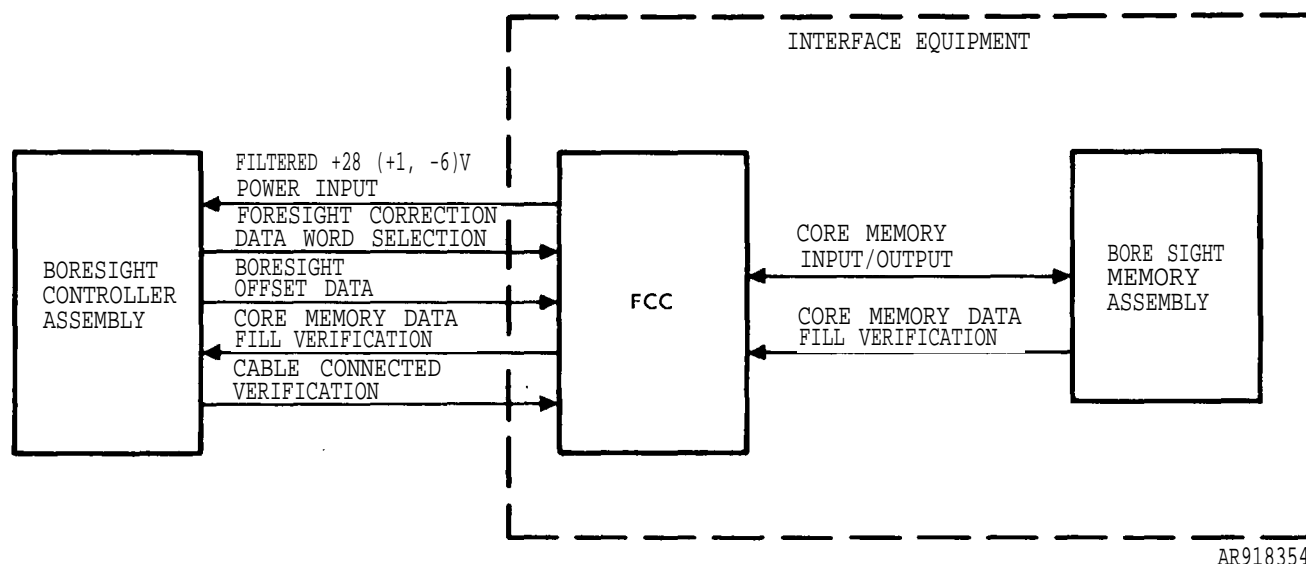 INTERFACE EQUIPMENT
FILTERED +28 (+1, -6)V
POWER INPUT
FORESIGHT CORRECTION
DATA WORD SELECTION
BORESIGHT
OFFSET DATA
CORE MEMORY DATA
FILL VERIFICATION
CABLE CONNECTED
VERIFICATION
BORESIGHT
CONTROLLER
ASSEMBLY
FCC
CORE MEMORY
INPUT/OUTPUT
CORE MEMORY DATA
FILL VERIFICATION
BORE SIGHT
MEMORY
ASSEMBLY
AR918354